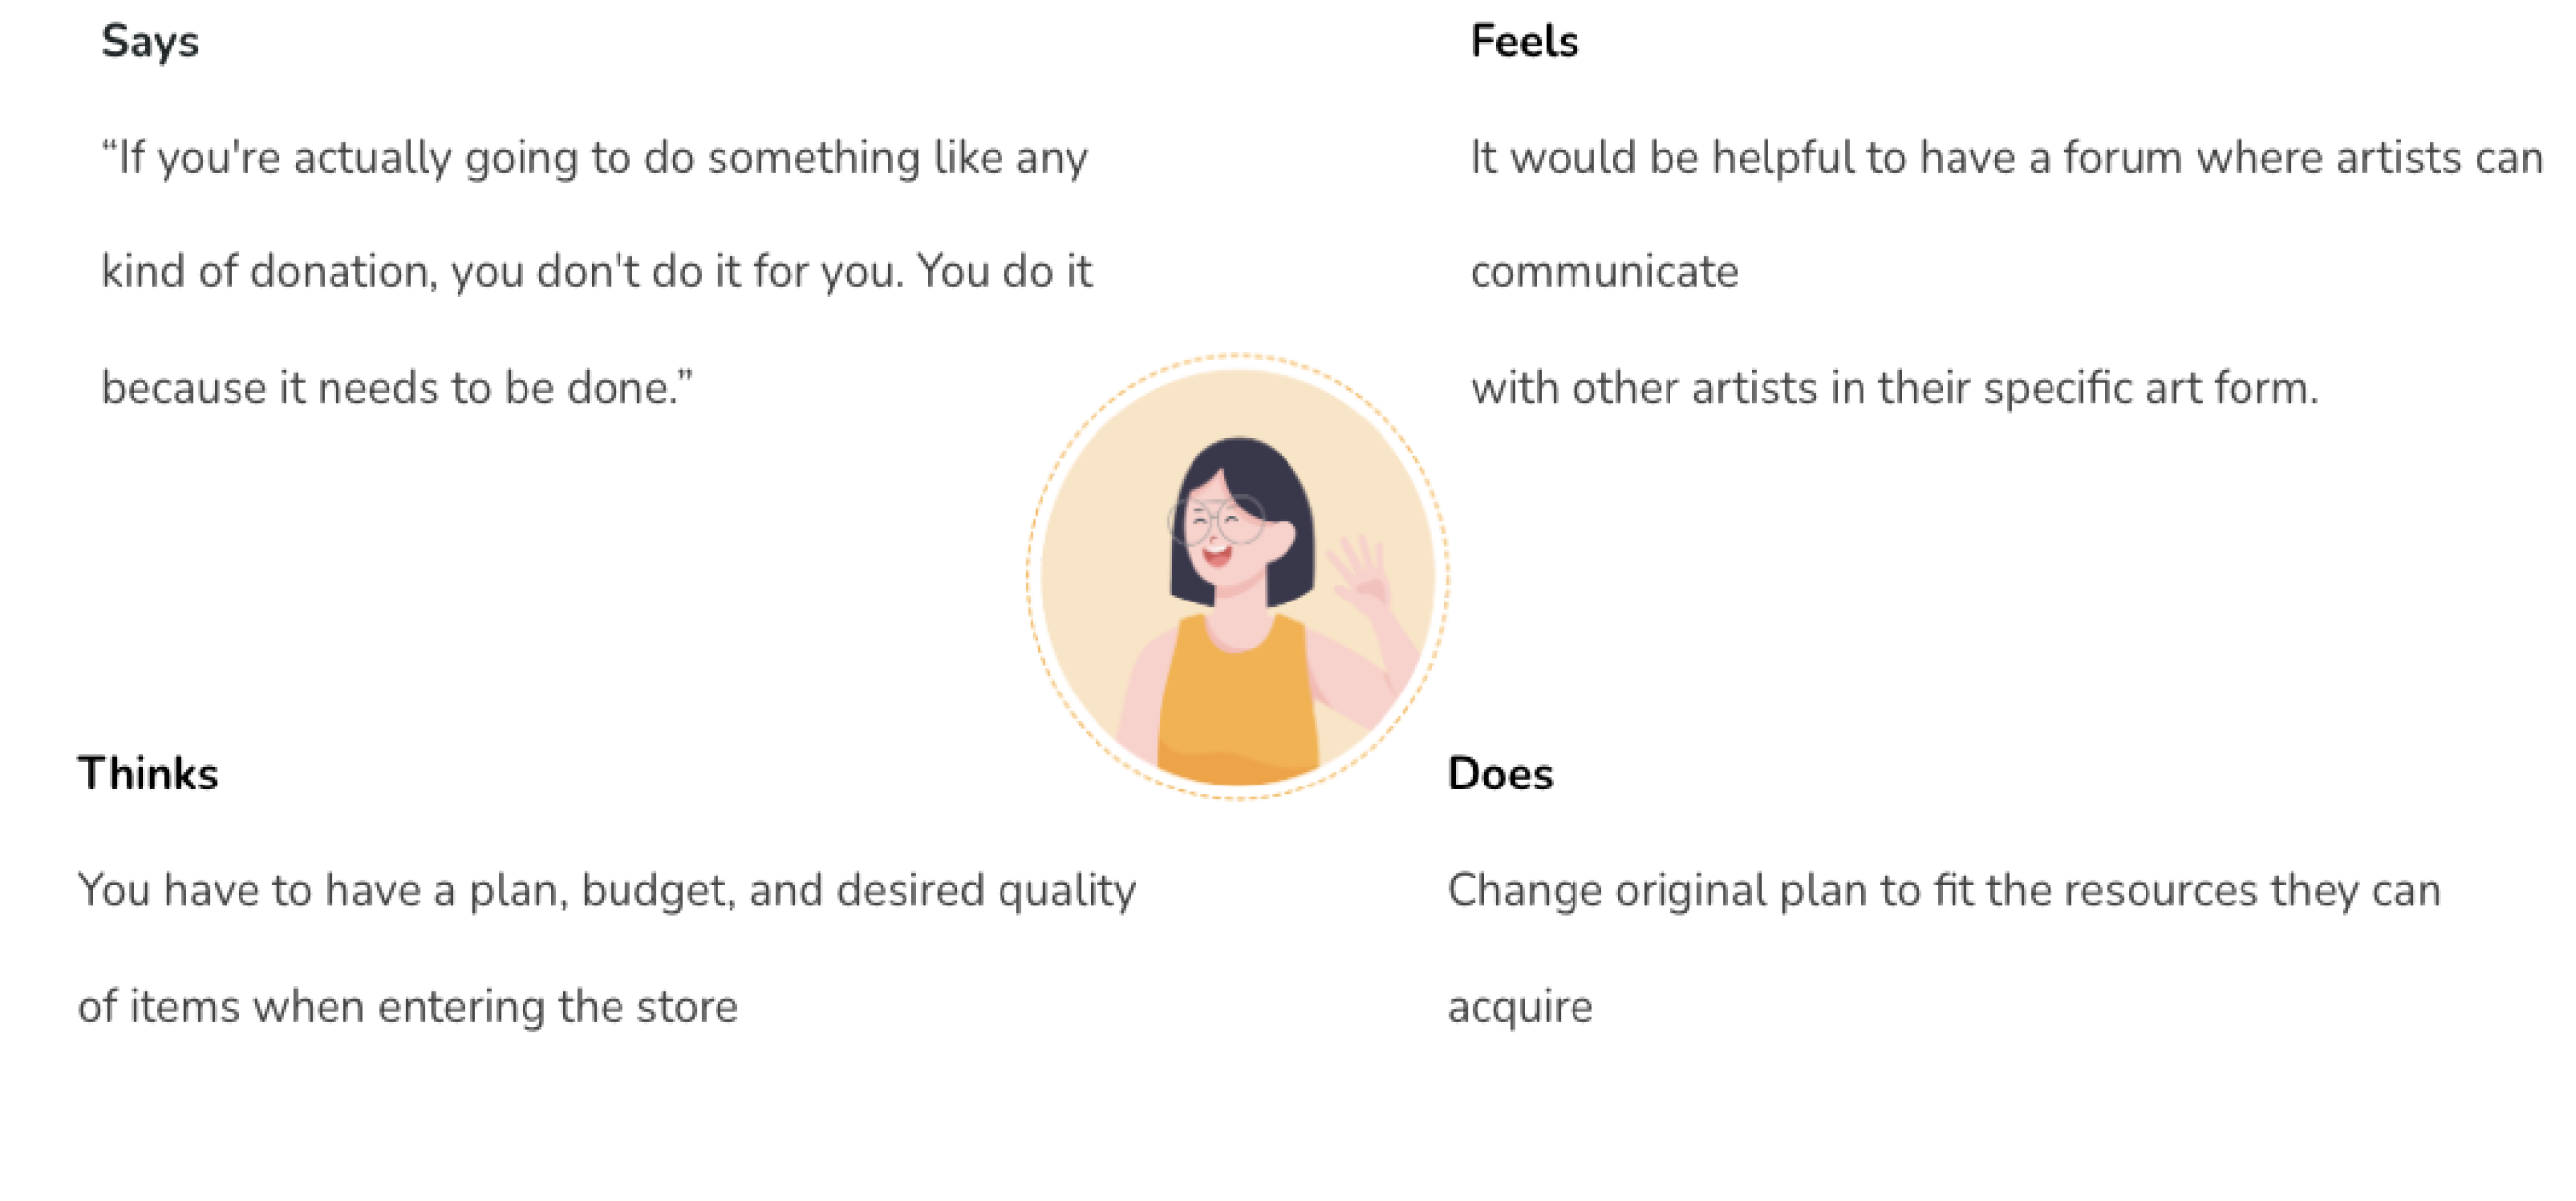 Says
“If you're actually going to do something like any
kind of donation, you don't do it for you. You do it
because it needs to be done.”
Feels
It would be helpful to have a forum where artists can
communicate
with other artists in their specific art form.
Thinks
You have to have a plan, budget, and desired quality
of items when entering the store
Does
Change original plan to fit the resources they can
acquire